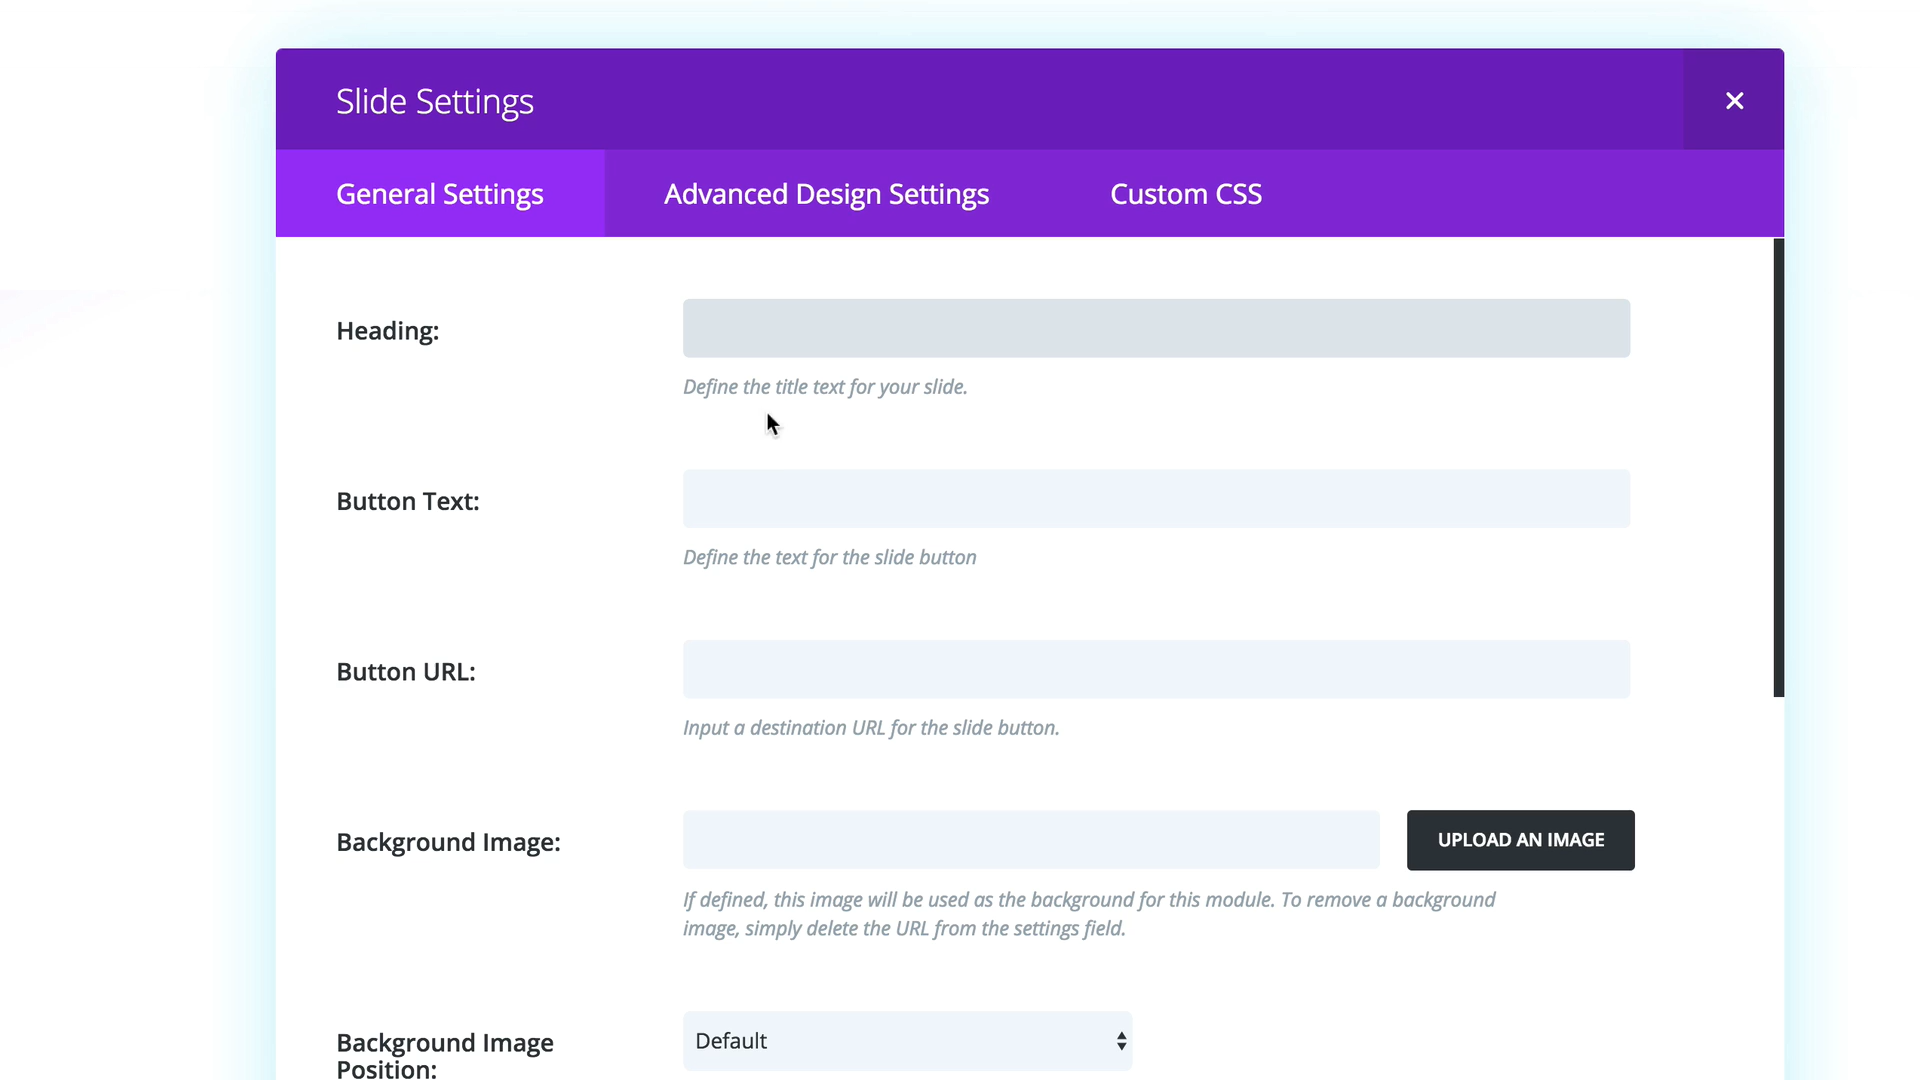 Slide Settings
General Settings
Advanced Design Settings
Custom CSS
Heading:
Define the title text for your slide.
Button Text:
Define the text for the slide button
Button URL:
Input a destination URL for the slide button.
Background Image:
UPLOAD AN IMAGE
If defined, this image will be used as the background for this module. To remove a background
image, simply delete the URL from the settings field.
Background Image
Position:
Default